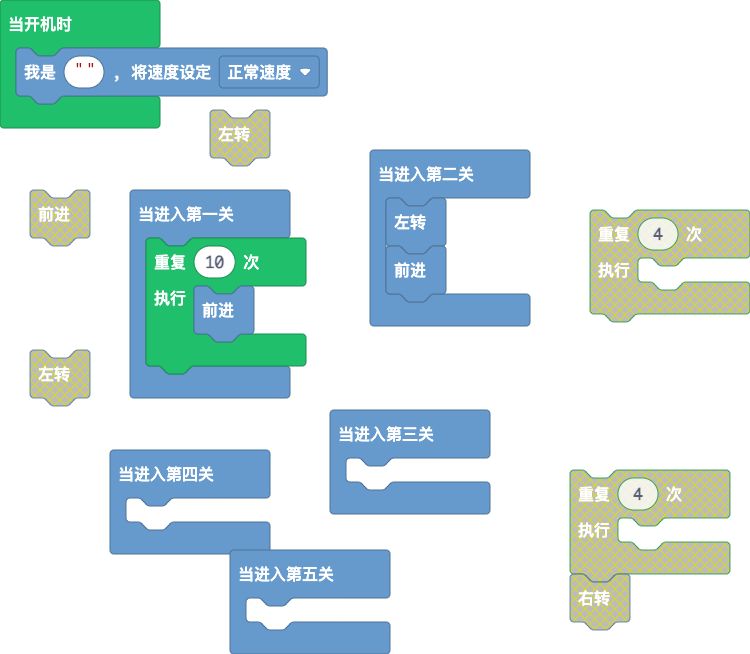 当开机时
我是 " " ，将速度设定 正常速度
左转
前进
当进入第一关
重复 10 次
执行
前进
当进入第二关
左转
前进
重复 4 次
执行
左转
当进入第三关
当进入第四关
当进入第五关
重复 4 次
执行
右转